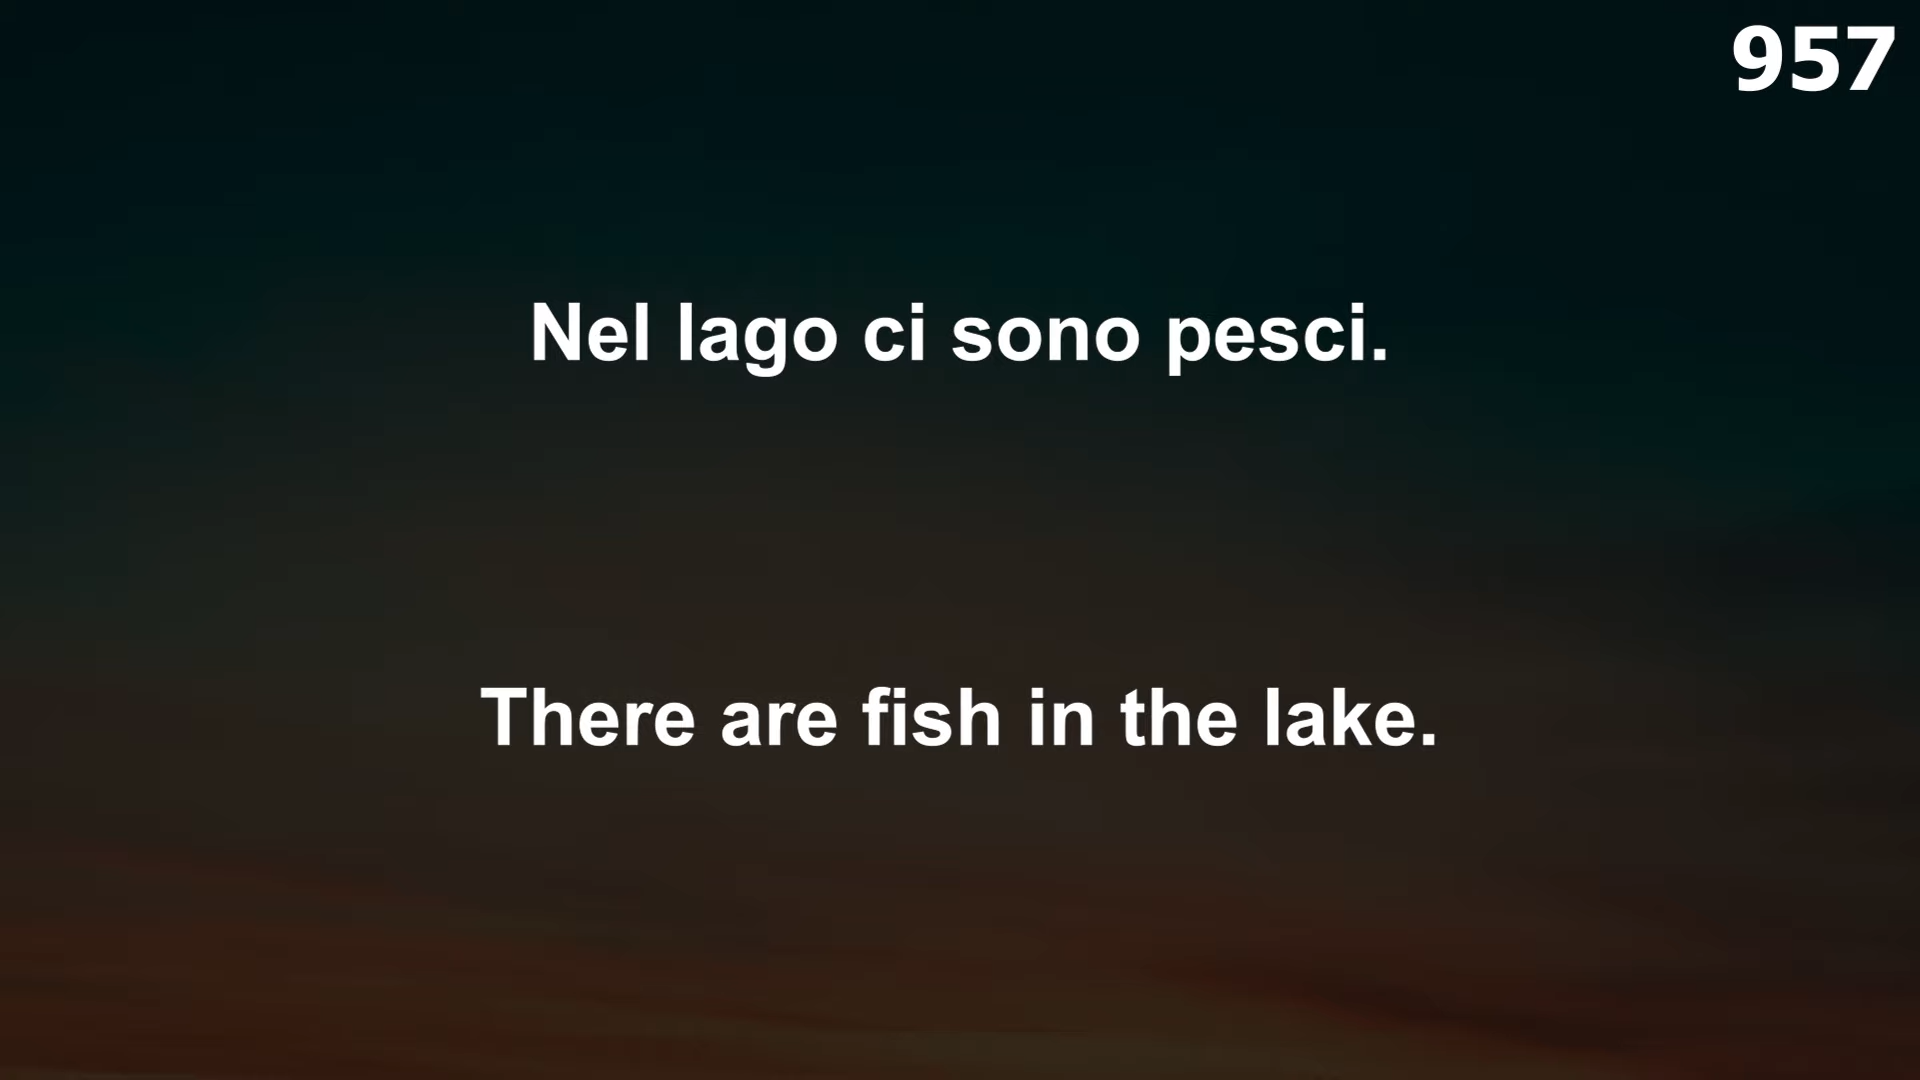 957
Nel lago ci sono pesci.
There are fish in the lake.